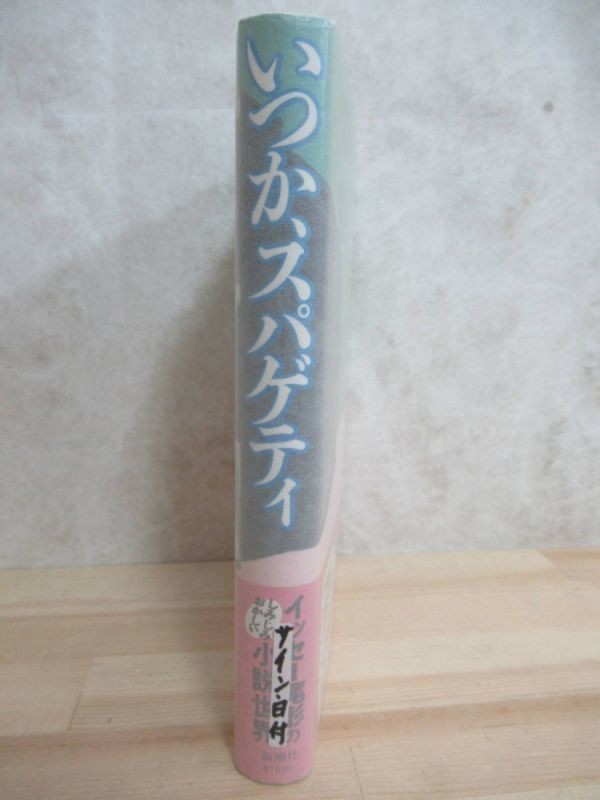 いつか、スパゲティ
イッセー尾形の
しみじみ
おかしい
小説世界
サイン・日付
新潮社
¥1500